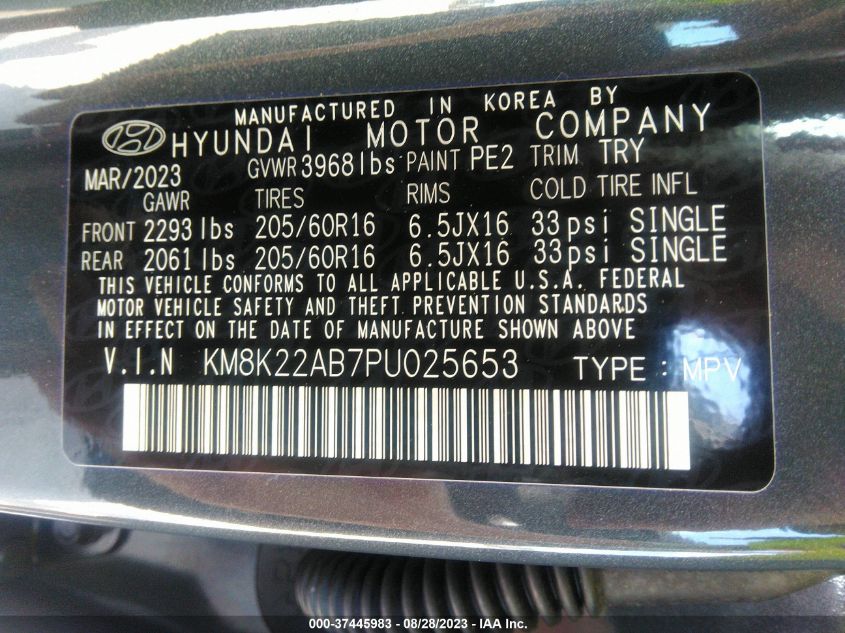 MANUFACTURED IN KOREA BY
HYUNDAI MOTOR COMPANY
MAR/2023 GVWR 3968lbs PAINT PE2 TRIM TRY
GAWR TIRES RIMS COLD TIRE INFL
FRONT 2293lbs 205/60R16 6.5JX16 33psi SINGLE
REAR 2061lbs 205/60R16 6.5JX16 33psi SINGLE
THIS VEHICLE CONFORMS TO ALL APPLICABLE U.S.A. FEDERAL
MOTOR VEHICLE SAFETY AND THEFT PREVENTION STANDARDS
IN EFFECT ON THE DATE OF MANUFACTURE SHOWN ABOVE
V.I.N KM8K22AB7PU025653 TYPE : MPV
000-37445983 - 08/28/2023 - IAA Inc.